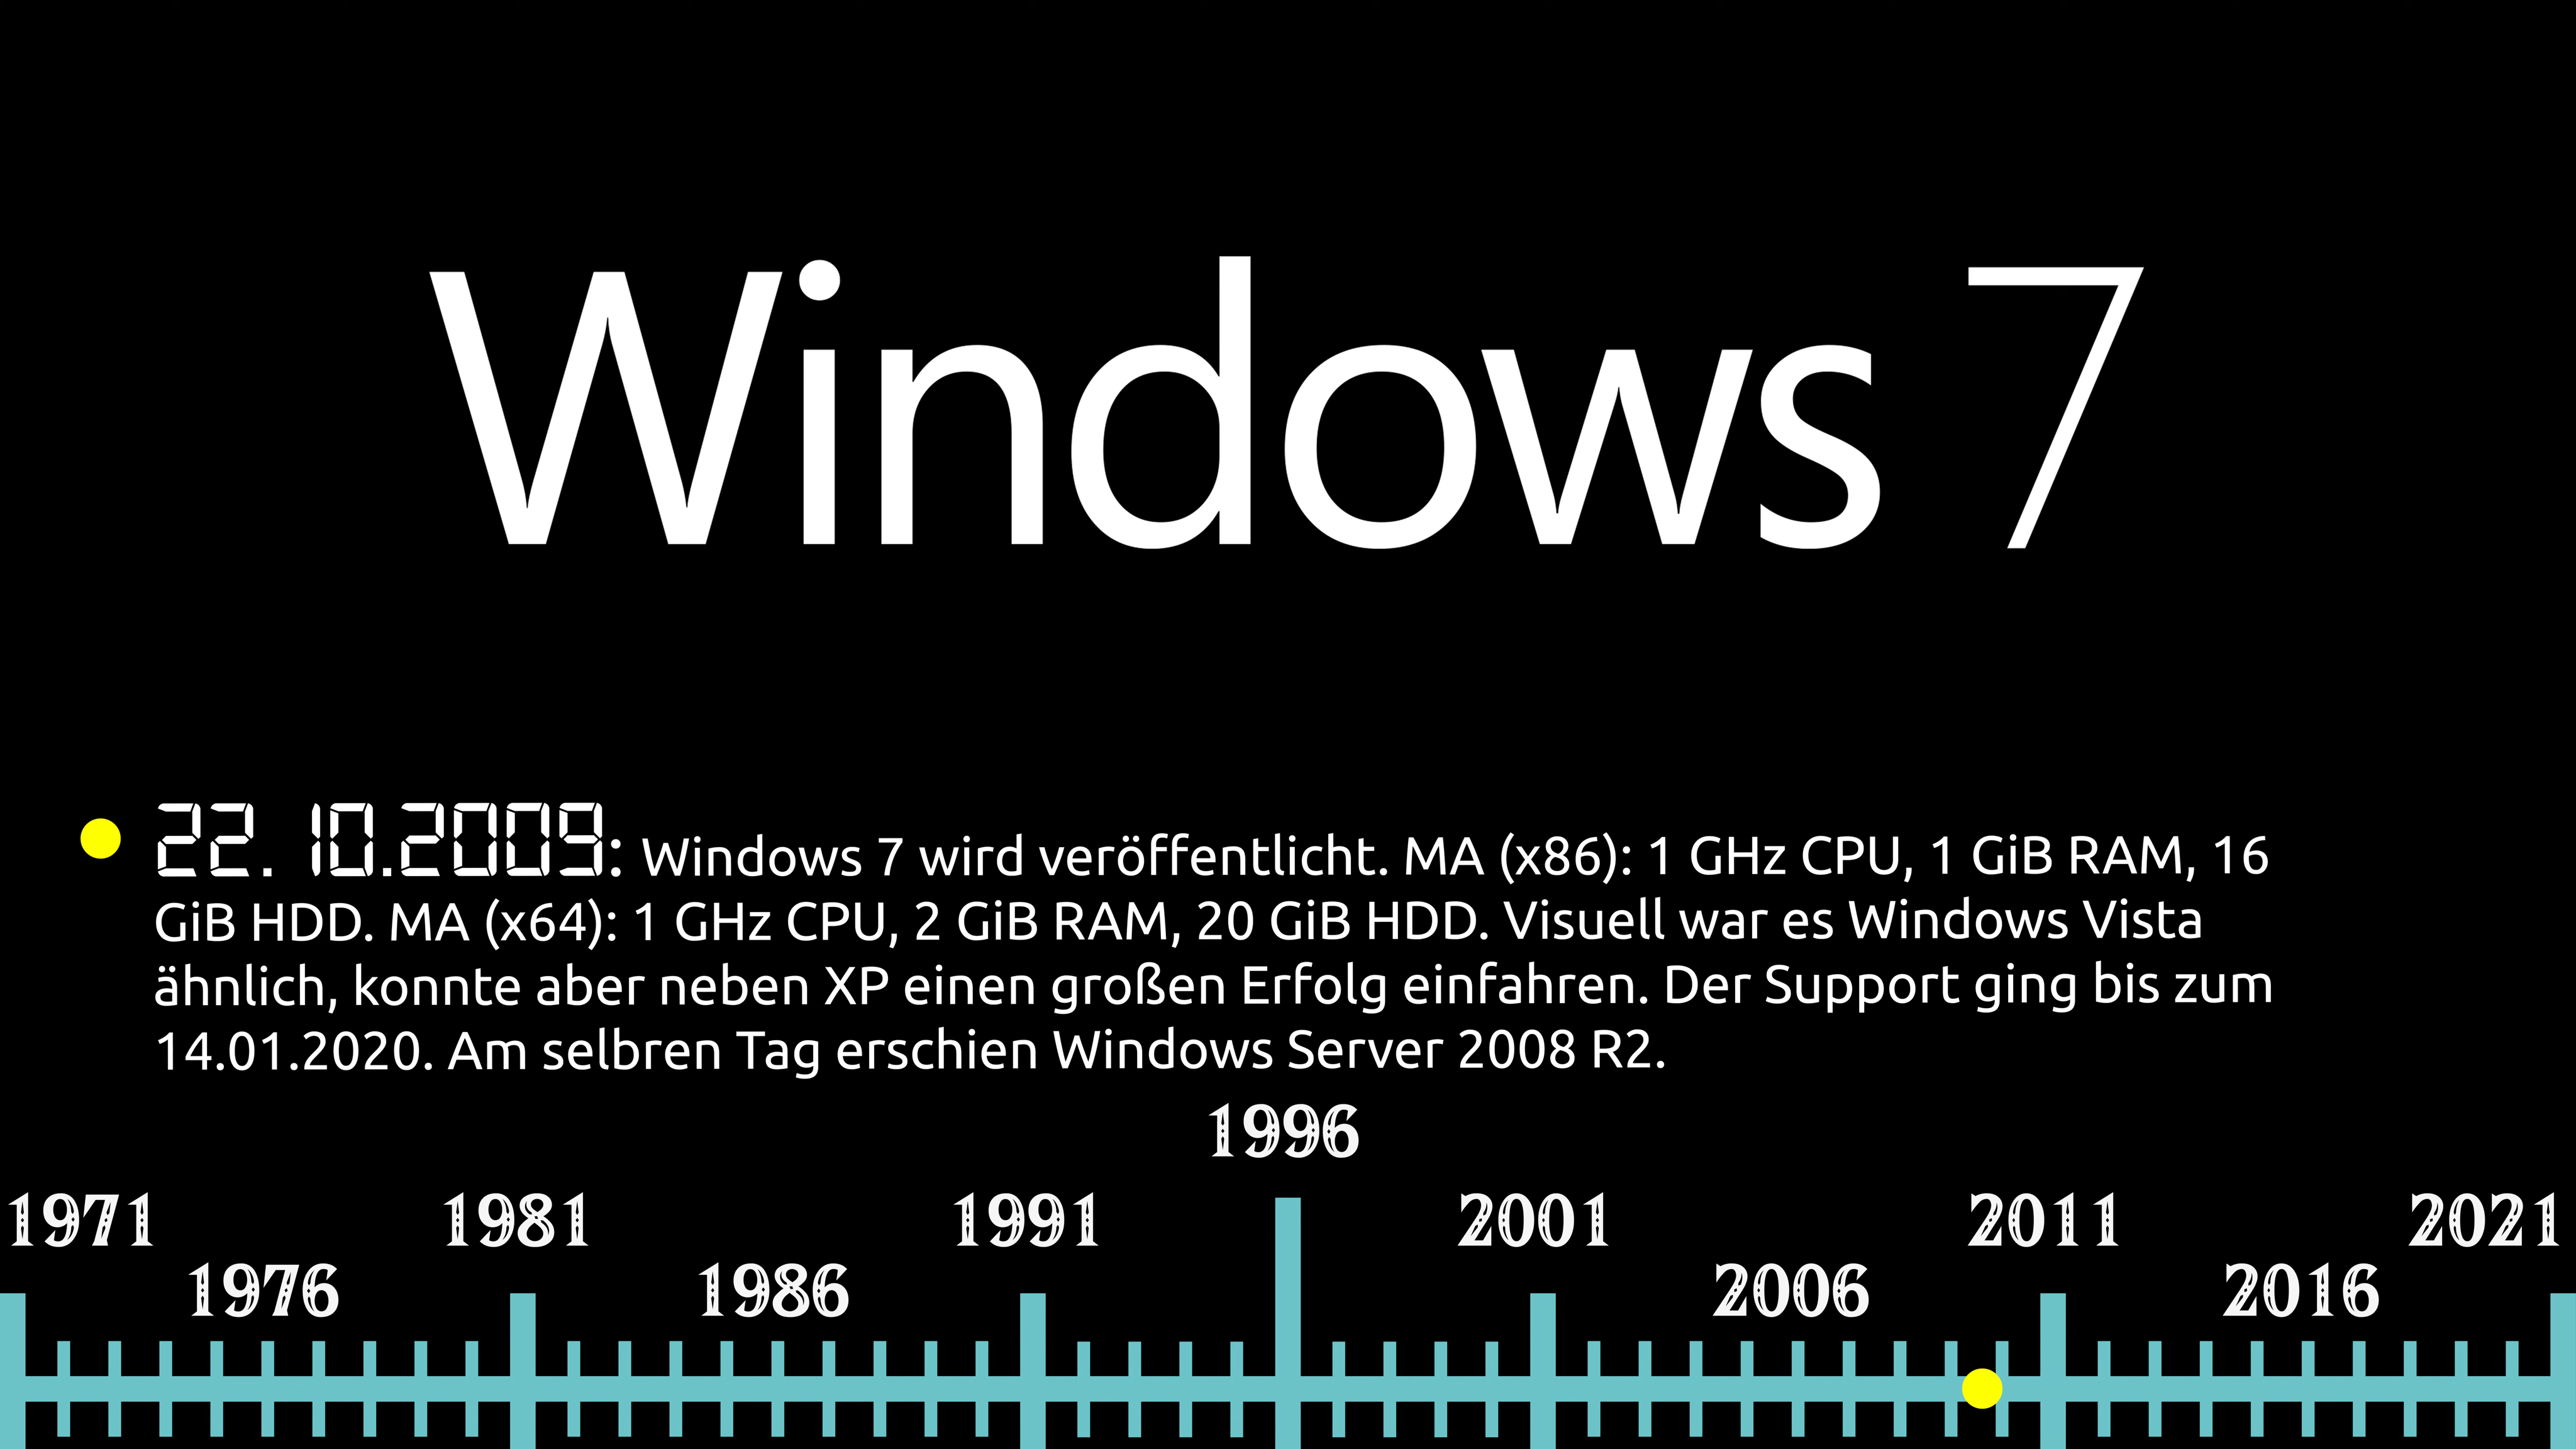 Windows 7
22.10.2009: Windows 7 wird veröffentlicht. MA (x86): 1 GHz CPU, 1 GiB RAM, 16
GiB HDD. MA (x64): 1 GHz CPU, 2 GiB RAM, 20 GiB HDD. Visuell war es Windows Vista
ähnlich, konnte aber neben XP einen großen Erfolg einfahren. Der Support ging bis zum
14.01.2020. Am selbren Tag erschien Windows Server 2008 R2.
1996
1971 1981 1991 2001 2011 2021
1976 1986 2006 2016